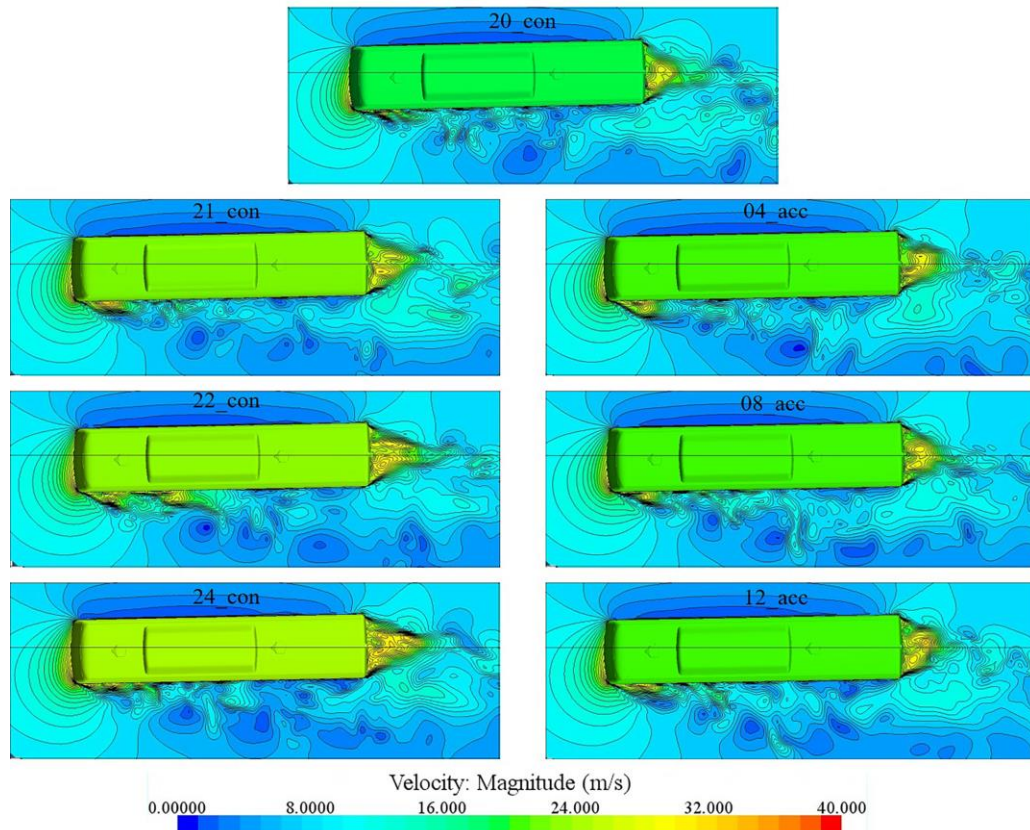 20_con
21_con
04_acc
22_con
08_acc
24_con
12_acc
Velocity: Magnitude (m/s)
0.00000 8.0000 16.000 24.000 32.000 40.000